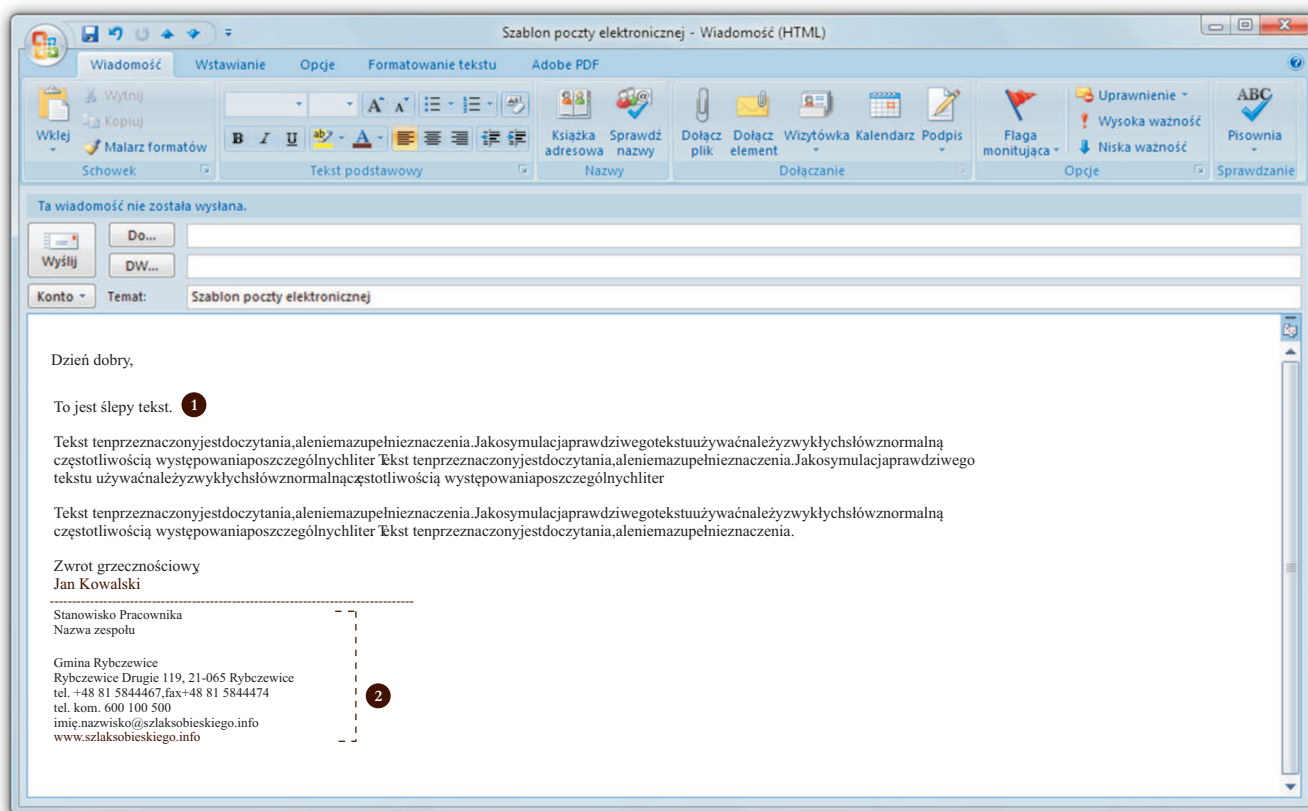 Szablon poczty elektronicznej - Wiadomość (HTML)
Wiadomość Wstawianie Opcje Formatowanie tekstu Adobe PDF
Wklej
Wytnij
Kopiuj
Malarz formatów
Schowek
A A
B I U ab A
Tekst podstawowy
Książka adresowa
Sprawdź nazwy
Nazwy
Dołącz plik
Dołącz element
Wizytówka
Kalendarz
Podpis
Dołączanie
Flaga monitująca
Uprawnienie
Wysoka ważność
Niska ważność
Opcje
ABC
Pisownia
Sprawdzanie
Ta wiadomość nie została wysłana.
Wyślij
Do...
DW...
Konto
Temat: Szablon poczty elektronicznej
Dzień dobry,
To jest ślepy tekst. 1
Tekst tenprzeznaczonyjestdoczytania,aleniemazupełnieznaczenia.Jakosymulacjaprawdziwegotekstuużywaćnależyzwykłychsłówznormalną
częstotliwością występowaniaposzczególnychliter Tekst tenprzeznaczonyjestdoczytania,aleniemazupełnieznaczenia.Jakosymulacjaprawdziwego
tekstu używaćnależyzwykłychsłówznormalnączęstotliwością występowaniaposzczególnychliter
Tekst tenprzeznaczonyjestdoczytania,aleniemazupełnieznaczenia.Jakosymulacjaprawdziwegotekstuużywaćnależyzwykłychsłówznormalną
częstotliwością występowaniaposzczególnychliter Tekst tenprzeznaczonyjestdoczytania,aleniemazupełnieznaczenia.
Zwrot grzecznościowy,
Jan Kowalski
Stanowisko Pracownika
Nazwa zespołu
Gmina Rybczewice
Rybczewice Drugie 119, 21-065 Rybczewice
tel. +48 81 5844467,fax+48 81 5844474
tel. kom. 600 100 500
2
imię.nazwisko@szlaksobieskiego.info
www.szlaksobieskiego.info